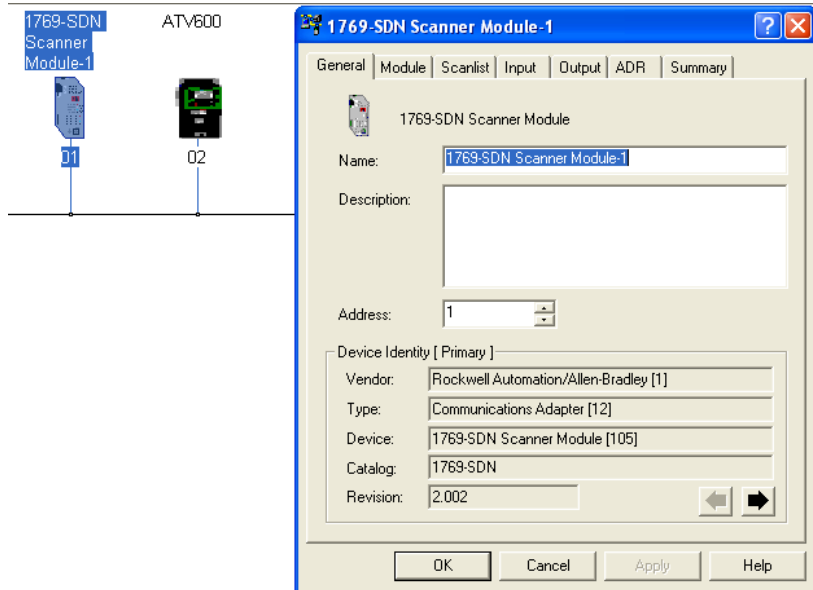 1769-SDN
Scanner
Module-1
01
ATV600
02
1769-SDN Scanner Module-1
General Module Scanlist Input Output ADR Summary
1769-SDN Scanner Module
Name: 1769-SDN Scanner Module-1
Description:
Address: 1
Device Identity [ Primary ]
Vendor: Rockwell Automation/Allen-Bradley [1]
Type: Communications Adapter [12]
Device: 1769-SDN Scanner Module [105]
Catalog: 1769-SDN
Revision: 2.002
OK Cancel Apply Help